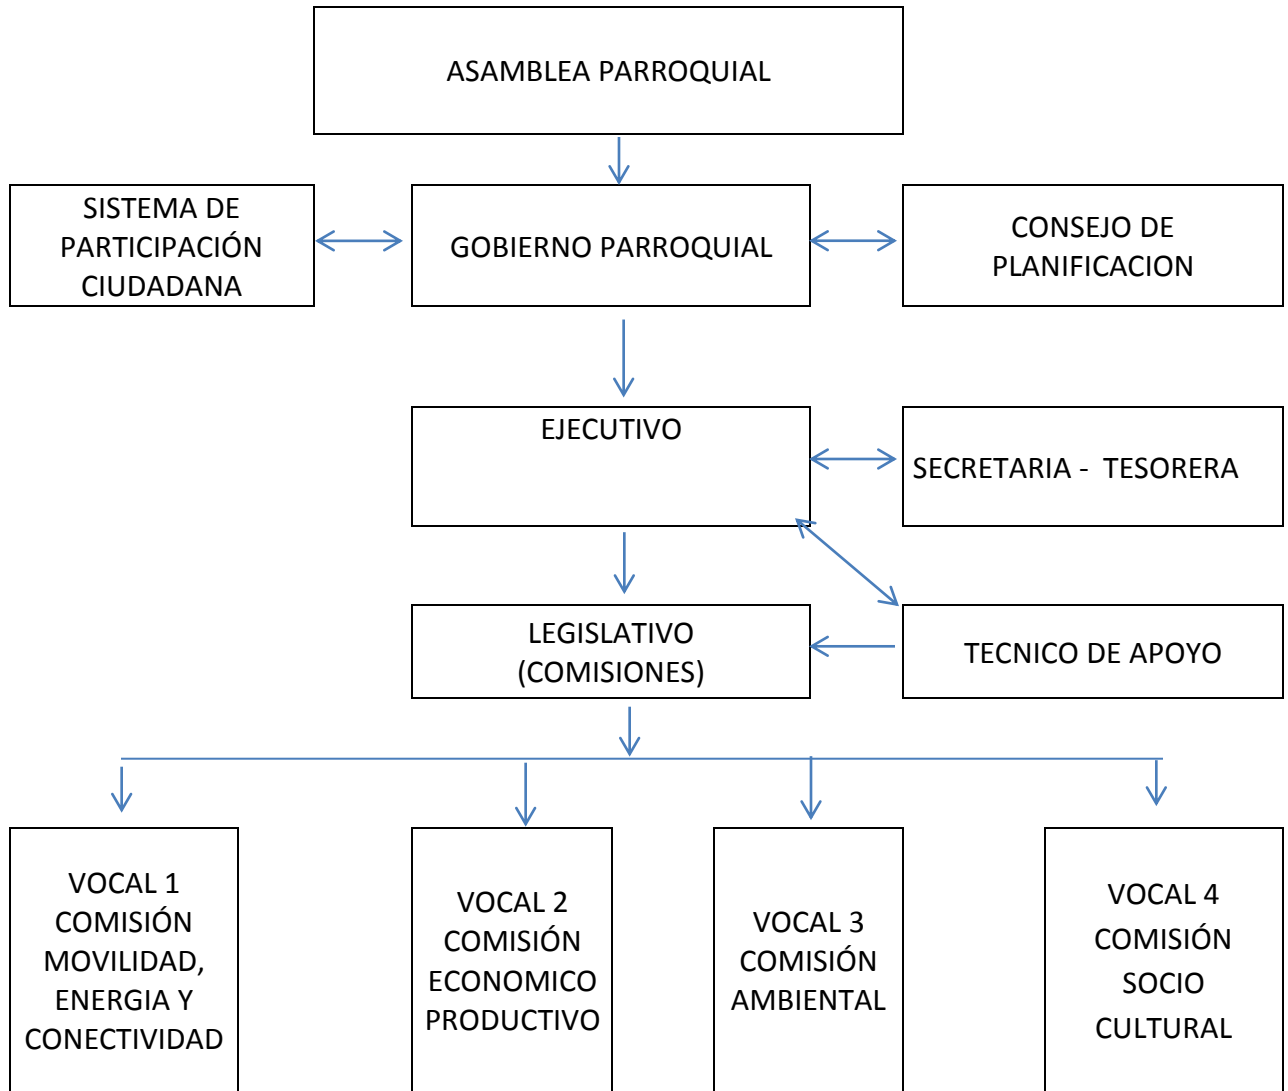 ASAMBLEA PARROQUIAL
SISTEMA DE
PARTICIPACIÓN
CIUDADANA
GOBIERNO PARROQUIAL
CONSEJO DE
PLANIFICACION
EJECUTIVO
SECRETARIA - TESORERA
LEGISLATIVO
(COMISIONES)
TECNICO DE APOYO
VOCAL 1
COMISIÓN
MOVILIDAD,
ENERGIA Y
CONECTIVIDAD
VOCAL 2
COMISIÓN
ECONOMICO
PRODUCTIVO
VOCAL 3
COMISIÓN
AMBIENTAL
VOCAL 4
COMISIÓN
SOCIO
CULTURAL